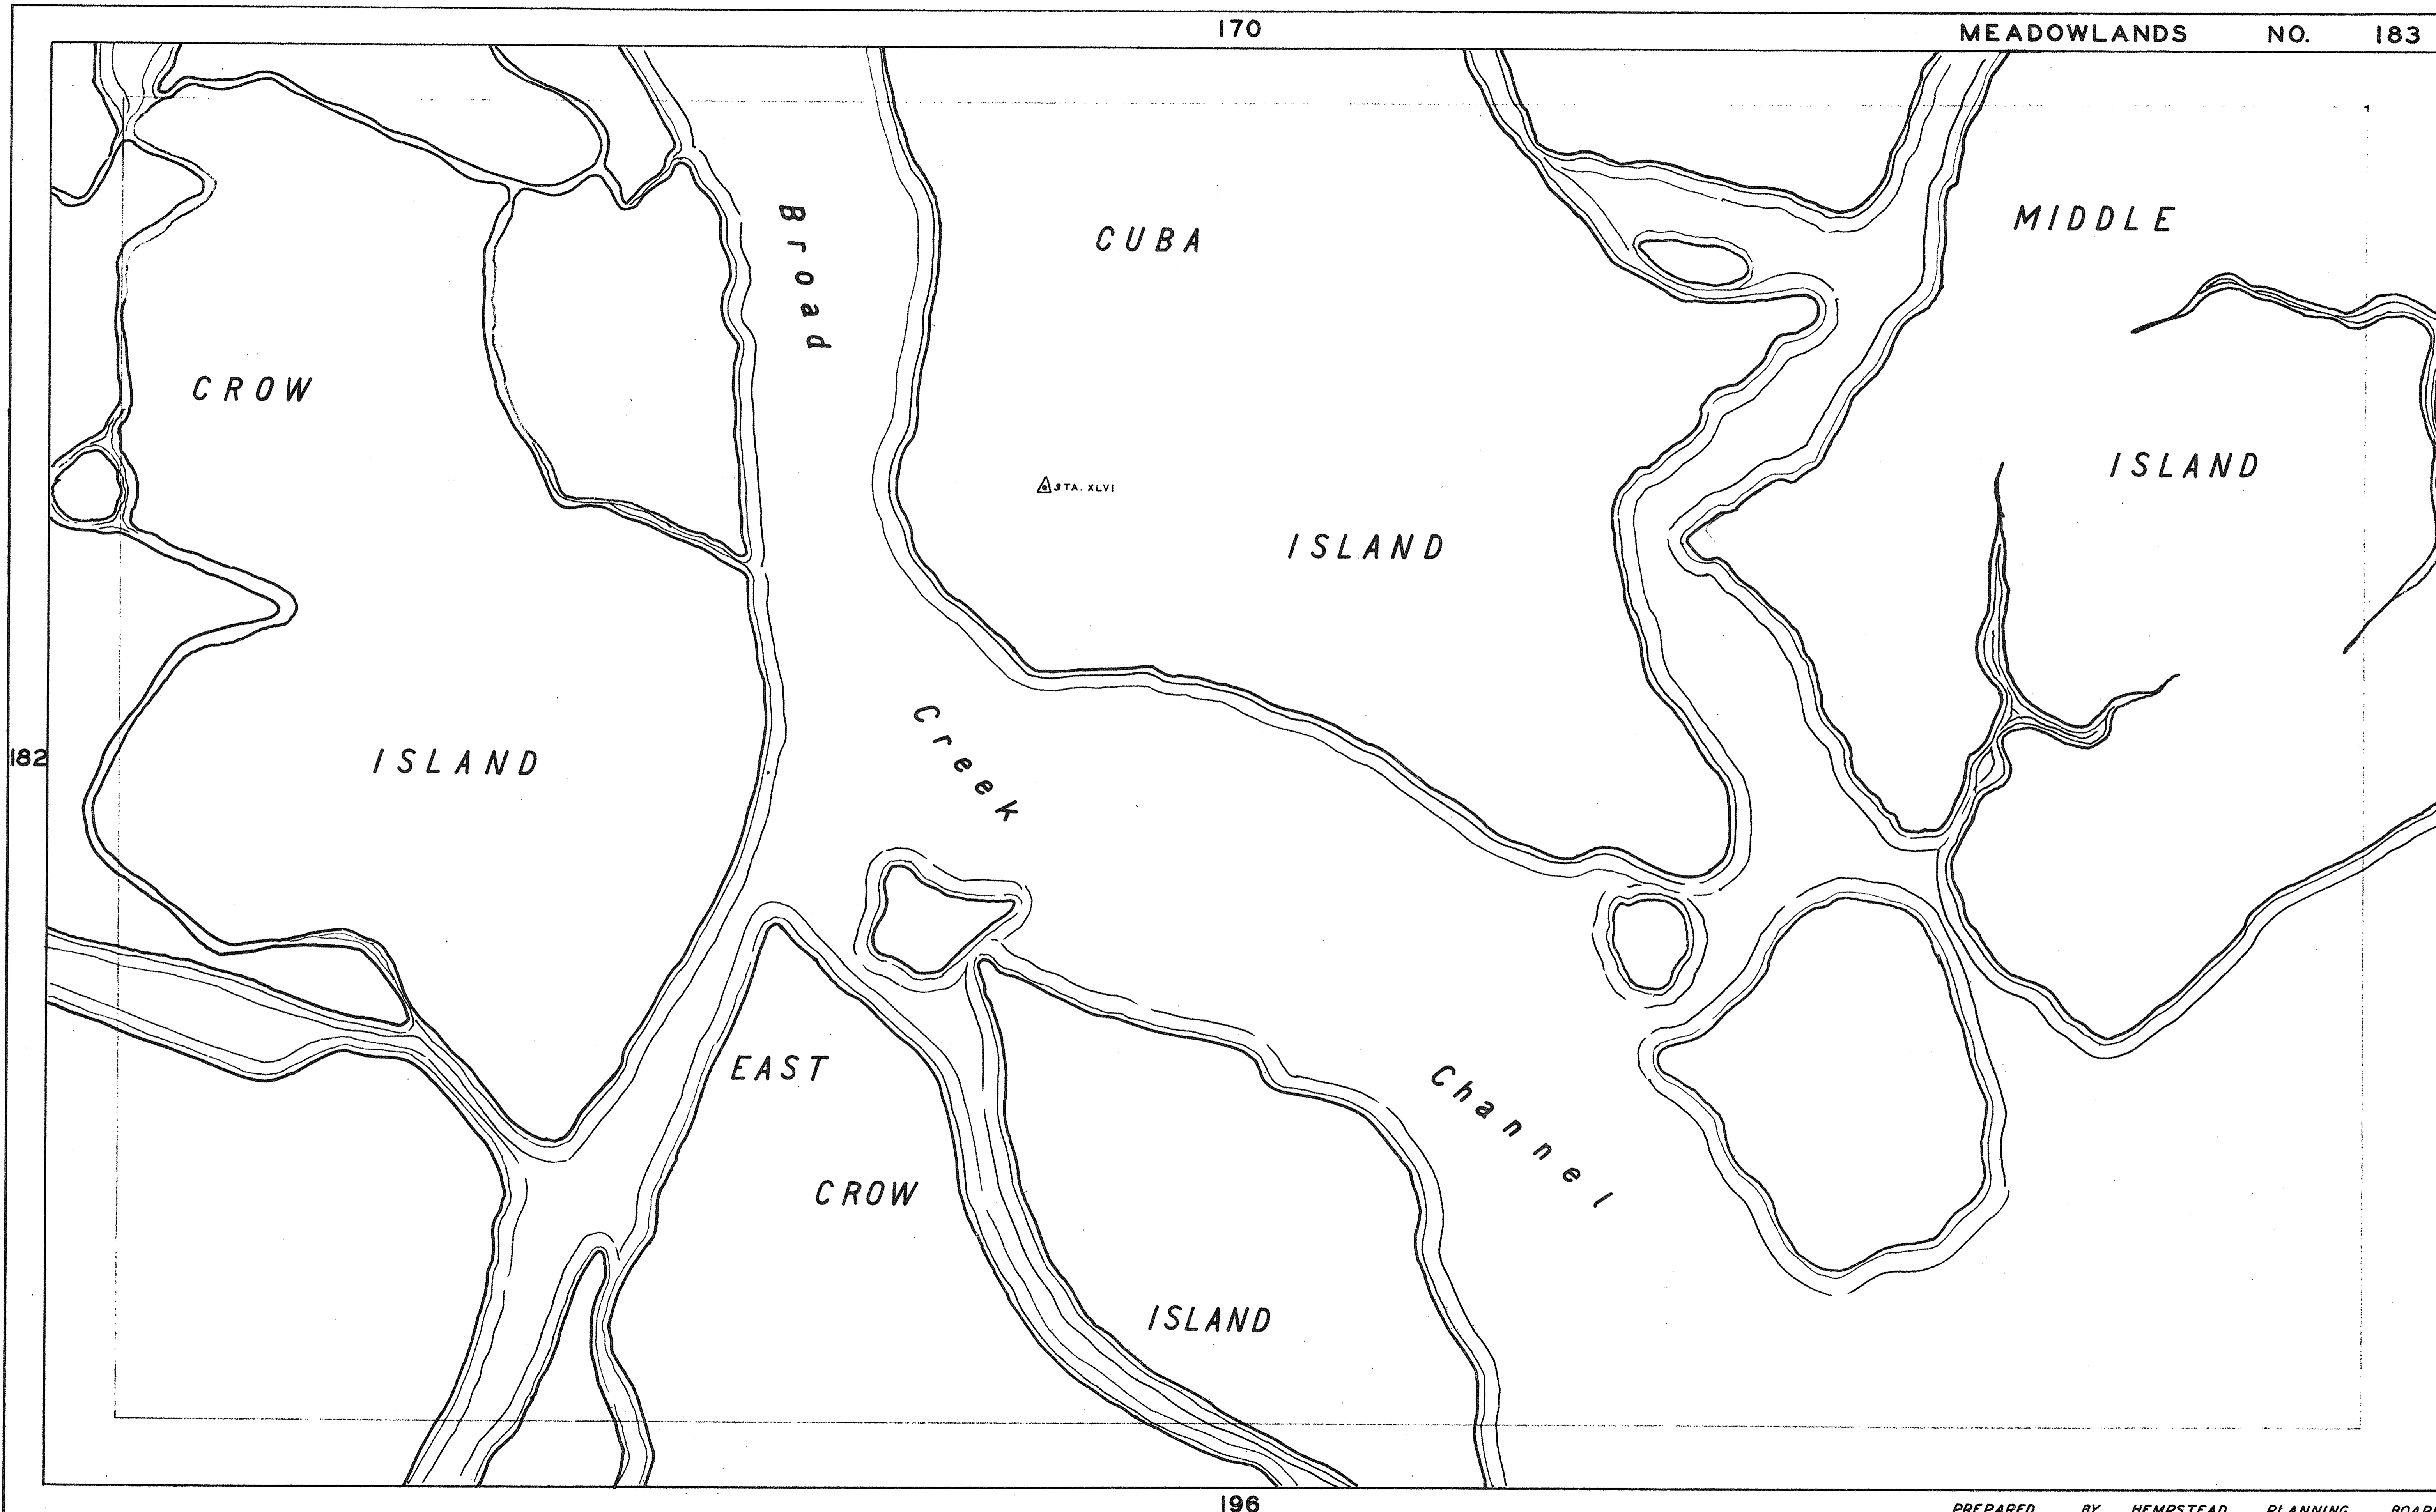 170
MEADOWLANDS NO. 183
Broad
CUBA
MIDDLE
CROW
ISLAND
STA. XLVI
ISLAND
Creek
182
ISLAND
EAST
Channel
CROW
ISLAND
196
PREPARED BY HEMPSTEAD PLANNING